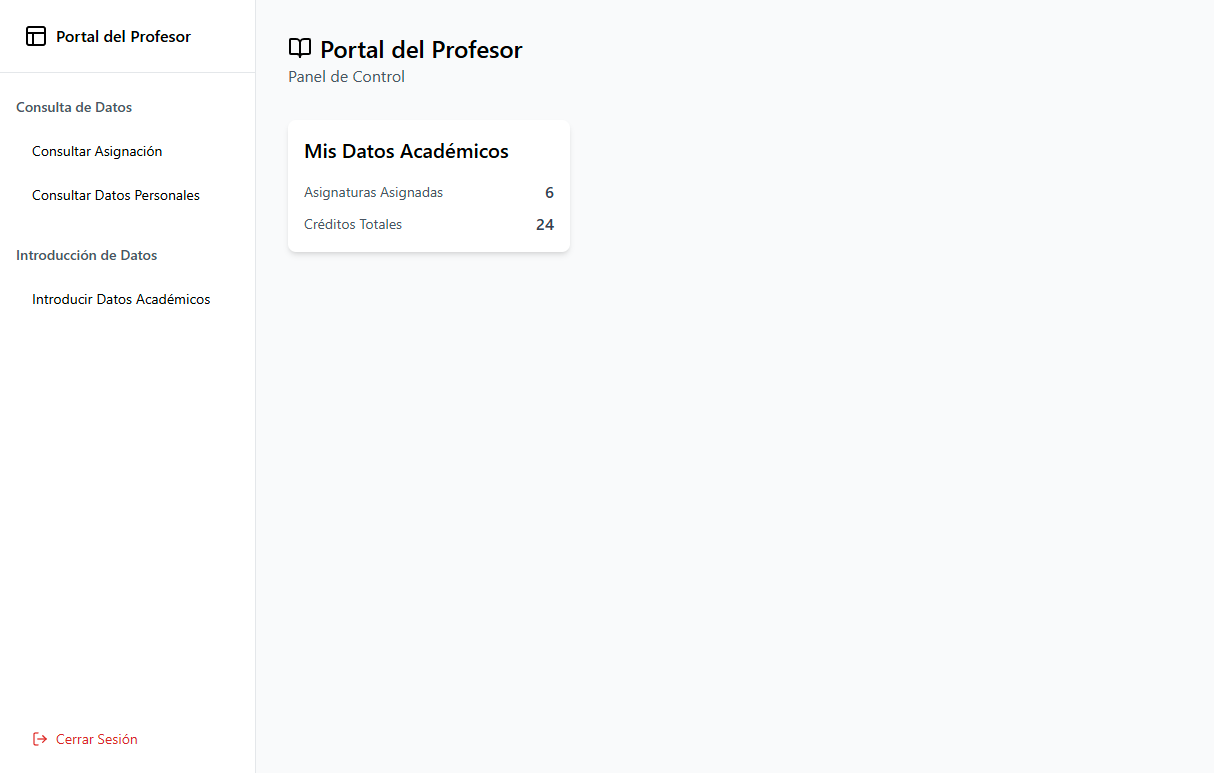 Portal del Profesor
Consulta de Datos
Consultar Asignación
Consultar Datos Personales
Introducción de Datos
Introducir Datos Académicos
Cerrar Sesión
Portal del Profesor
Panel de Control
Mis Datos Académicos
Asignaturas Asignadas 6
Créditos Totales 24